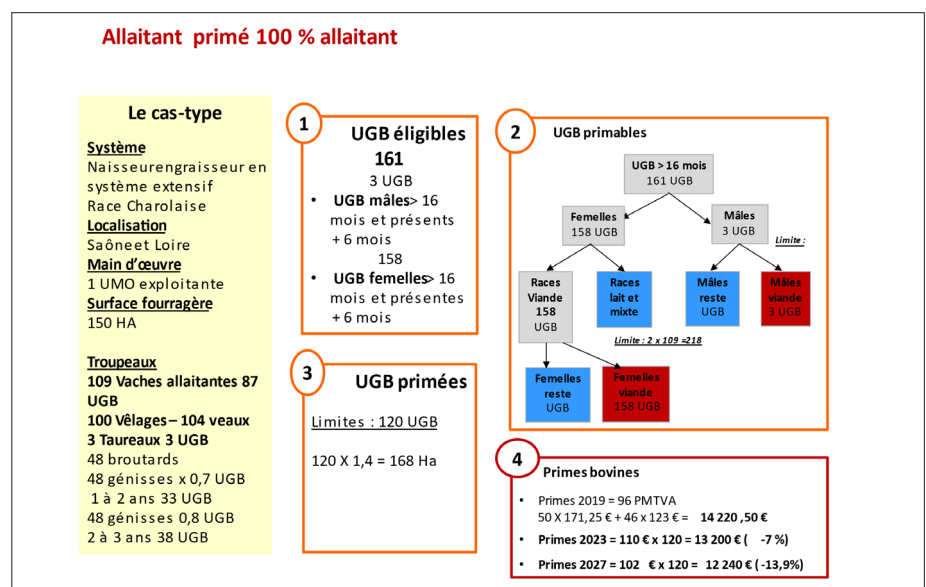 Allaitant primé 100 % allaitant
Le cas-type
Système
Naisseurengraisseur en
système extensif
Race Charolaise
Localisation
Saôneet Loire
Main d'œuvre
1 UMO exploitante
Surface fourragère
150 HA
Troupeaux
109 Vaches allaitantes 87
UGB
100 Vêlages – 104 veaux
3 Taureaux 3 UGB
48 broutards
48 génisses x 0,7 UGB
1 à 2 ans 33 UGB
48 génisses 0,8 UGB
2 à 3 ans 38 UGB
1
UGB éligibles
161
3 UGB
• UGB mâles> 16
mois et présents
+ 6 mois
158
• UGB femelles> 16
mois et présentes
+ 6 mois
2
UGB primables
UGB > 16 mois
161 UGB
Femelles
158 UGB
Mâles
3 UGB
Limite :
Races
Viande
158
UGB
Races
lait et
mixte
Mâles
reste
UGB
Mâles
viande
3 UGB
Limite : 2 x 109 =218
Femelles
reste
UGB
Femelles
viande
158 UGB
3
UGB primées
Limites : 120 UGB
120 X 1,4 = 168 Ha
4
Primes bovines
• Primes 2019 = 96 PMTVA
50 X 171,25 € + 46 x 123 € = 14 220 ,50 €
• Primes 2023 = 110 € x 120 = 13 200 € ( -7 %)
• Primes 2027 = 102 € x 120 = 12 240 € ( -13,9%)